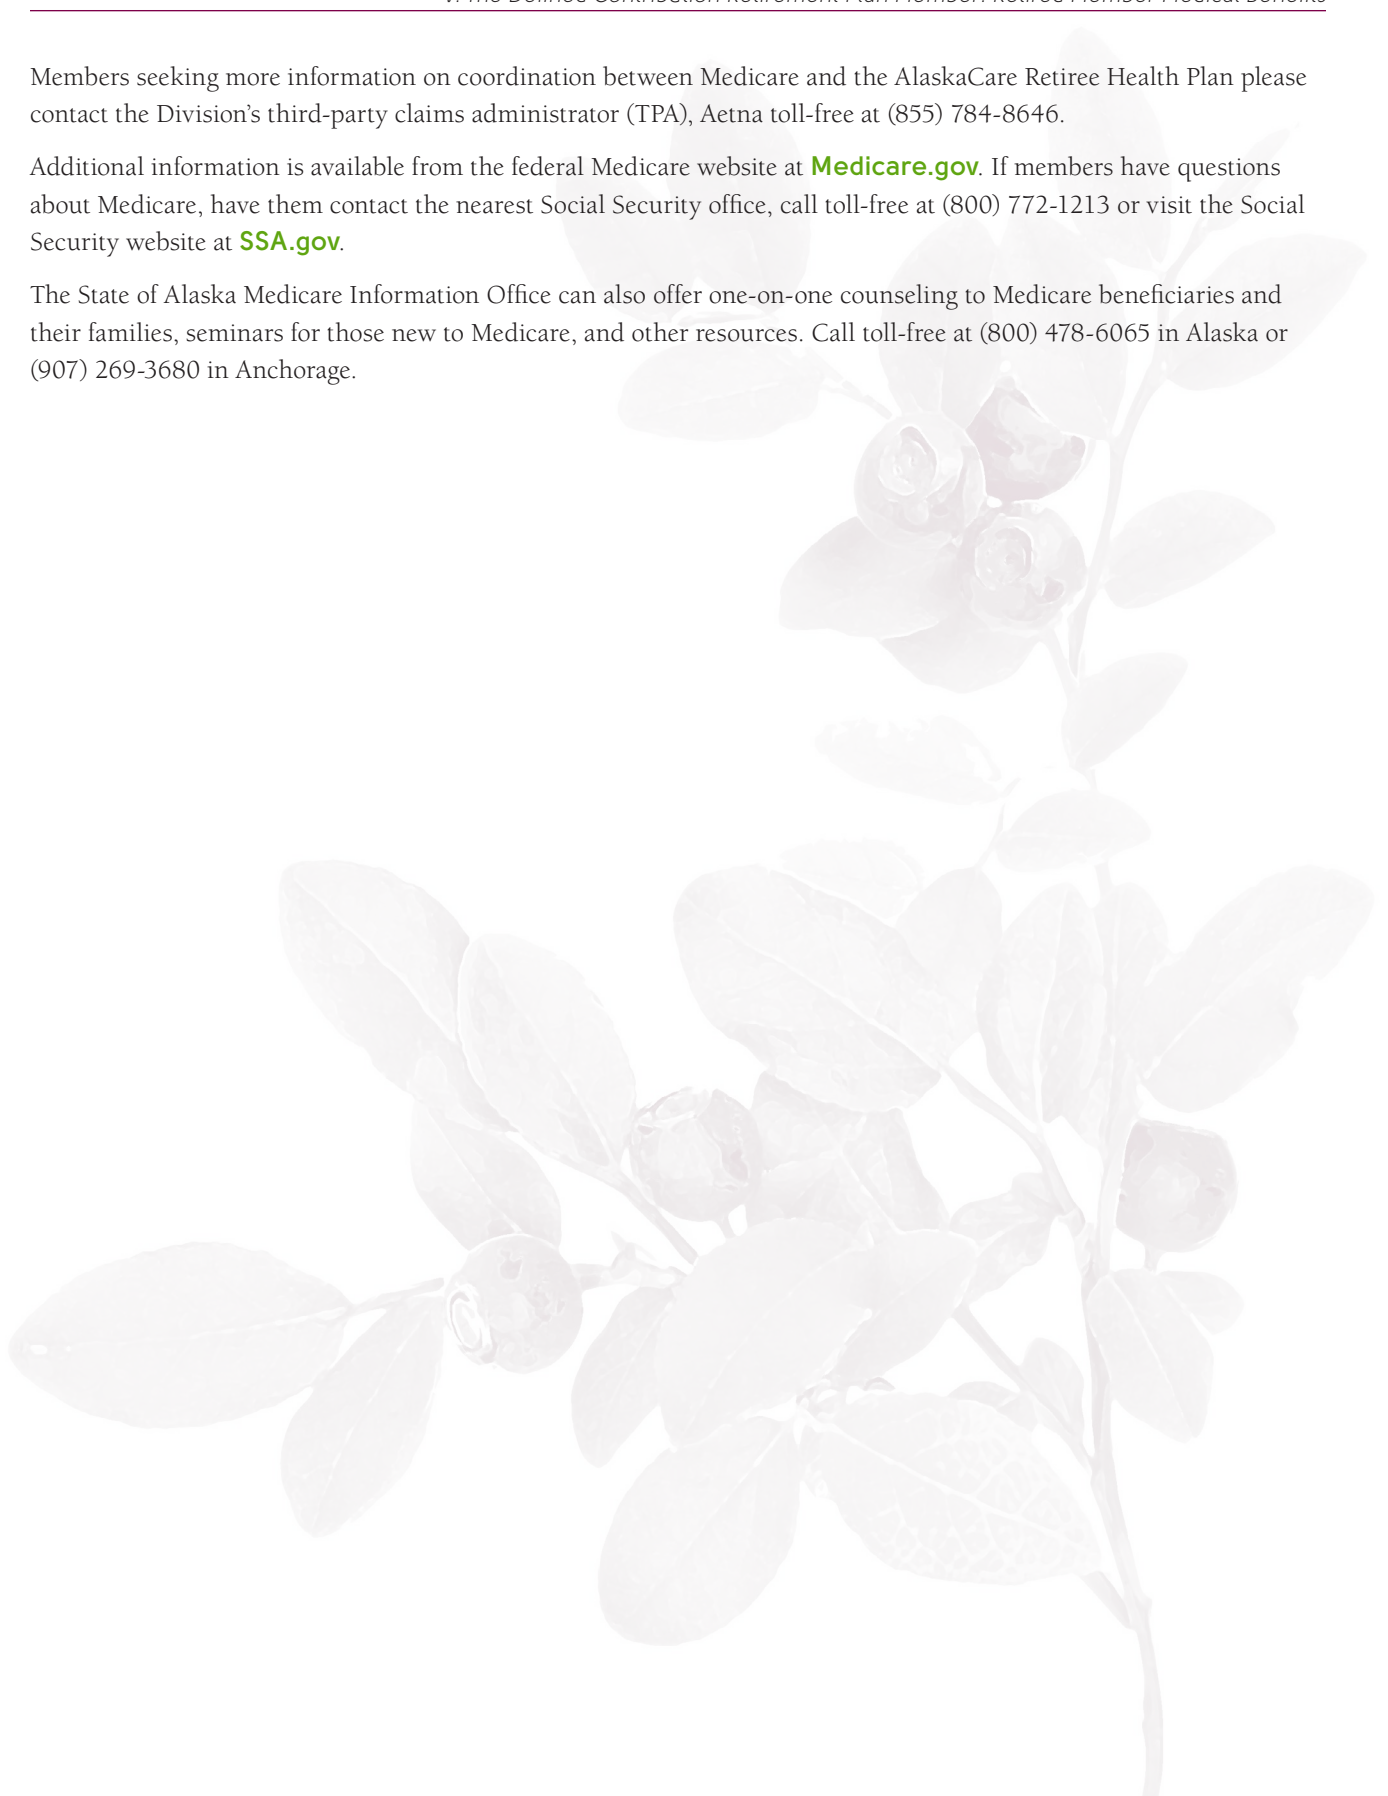 Members seeking more information on coordination between Medicare and the AlaskaCare Retiree Health Plan please
contact the Division’s third-party claims administrator (TPA), Aetna toll-free at (855) 784-8646.
Additional information is available from the federal Medicare website at Medicare.gov. If members have questions
about Medicare, have them contact the nearest Social Security office, call toll-free at (800) 772-1213 or visit the Social
Security website at SSA.gov.
The State of Alaska Medicare Information Office can also offer one-on-one counseling to Medicare beneficiaries and
their families, seminars for those new to Medicare, and other resources. Call toll-free at (800) 478-6065 in Alaska or
(907) 269-3680 in Anchorage.